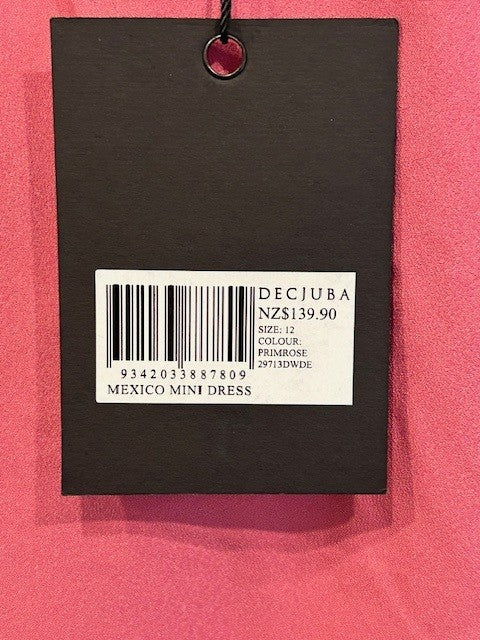 DECJUBA
NZ$139.90
SIZE: 12
COLOUR:
PRIMROSE
29713DWDE
9342033887809
MEXICO MINI DRESS